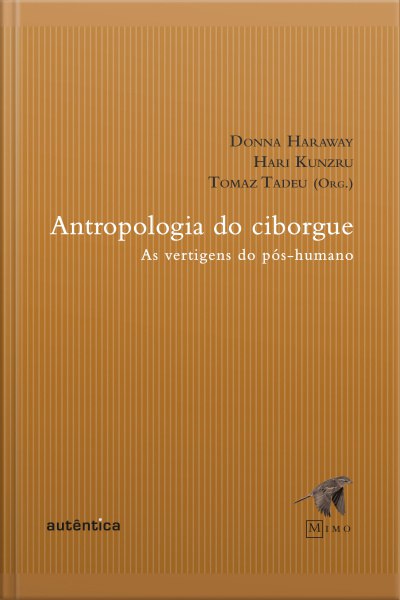 Donna Haraway
Hari Kunzru
Tomaz Tadeu (Org.)
Antropologia do ciborgue
As vertigens do pós-humano
autêntica
Mimo